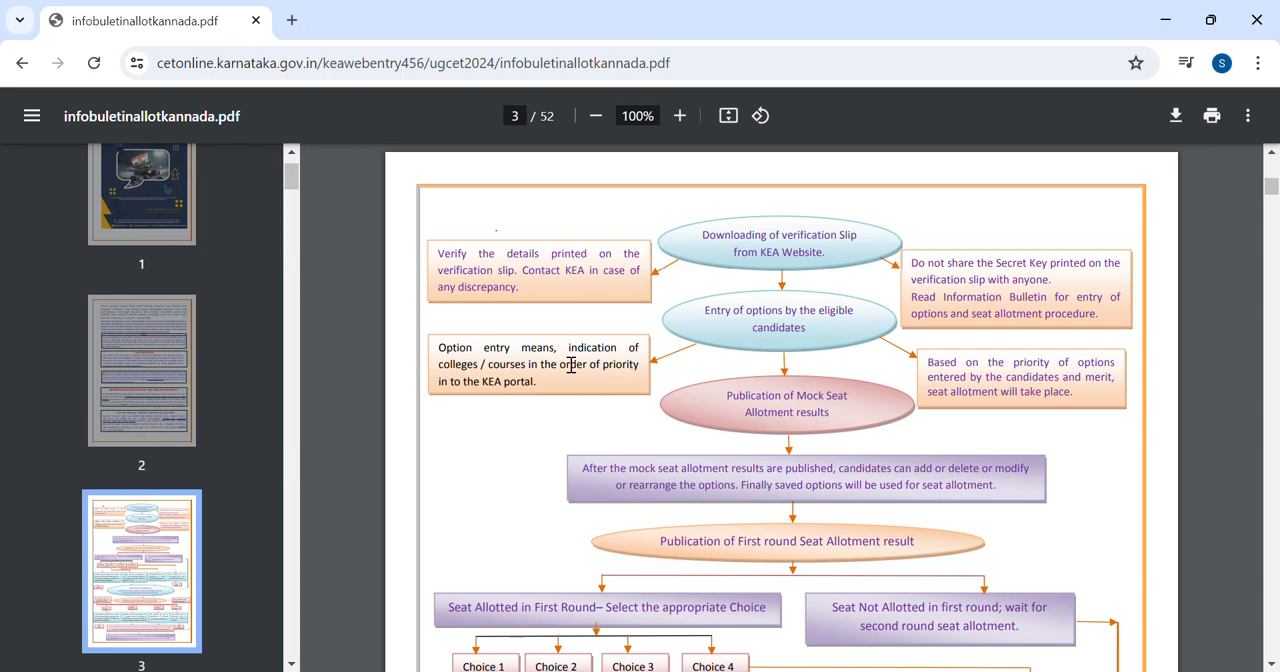 infobuletinallotkannada.pdf
cetonline.karnataka.gov.in/keawebentry456/ugcet2024/infobuletinallotkannada.pdf
S
infobuletinallotkannada.pdf
3 / 52
100%
1
2
3
Downloading of verification Slip
from KEA Website.
Verify the details printed on the
verification slip. Contact KEA in case of
any discrepancy.
Do not share the Secret Key printed on the
verification slip with anyone.
Read Information Bulletin for entry of
options and seat allotment procedure.
Entry of options by the eligible
candidates
Option entry means, indication of
colleges / courses in the order of priority
in to the KEA portal.
Based on the priority of options
entered by the candidates and merit,
seat allotment will take place.
Publication of Mock Seat
Allotment results
After the mock seat allotment results are published, candidates can add or delete or modify
or rearrange the options. Finally saved options will be used for seat allotment.
Publication of First round Seat Allotment result
Seat Allotted in First Round– Select the appropriate Choice
Seat Not Allotted in first round; wait for
second round seat allotment.
Choice 1
Choice 2
Choice 3
Choice 4